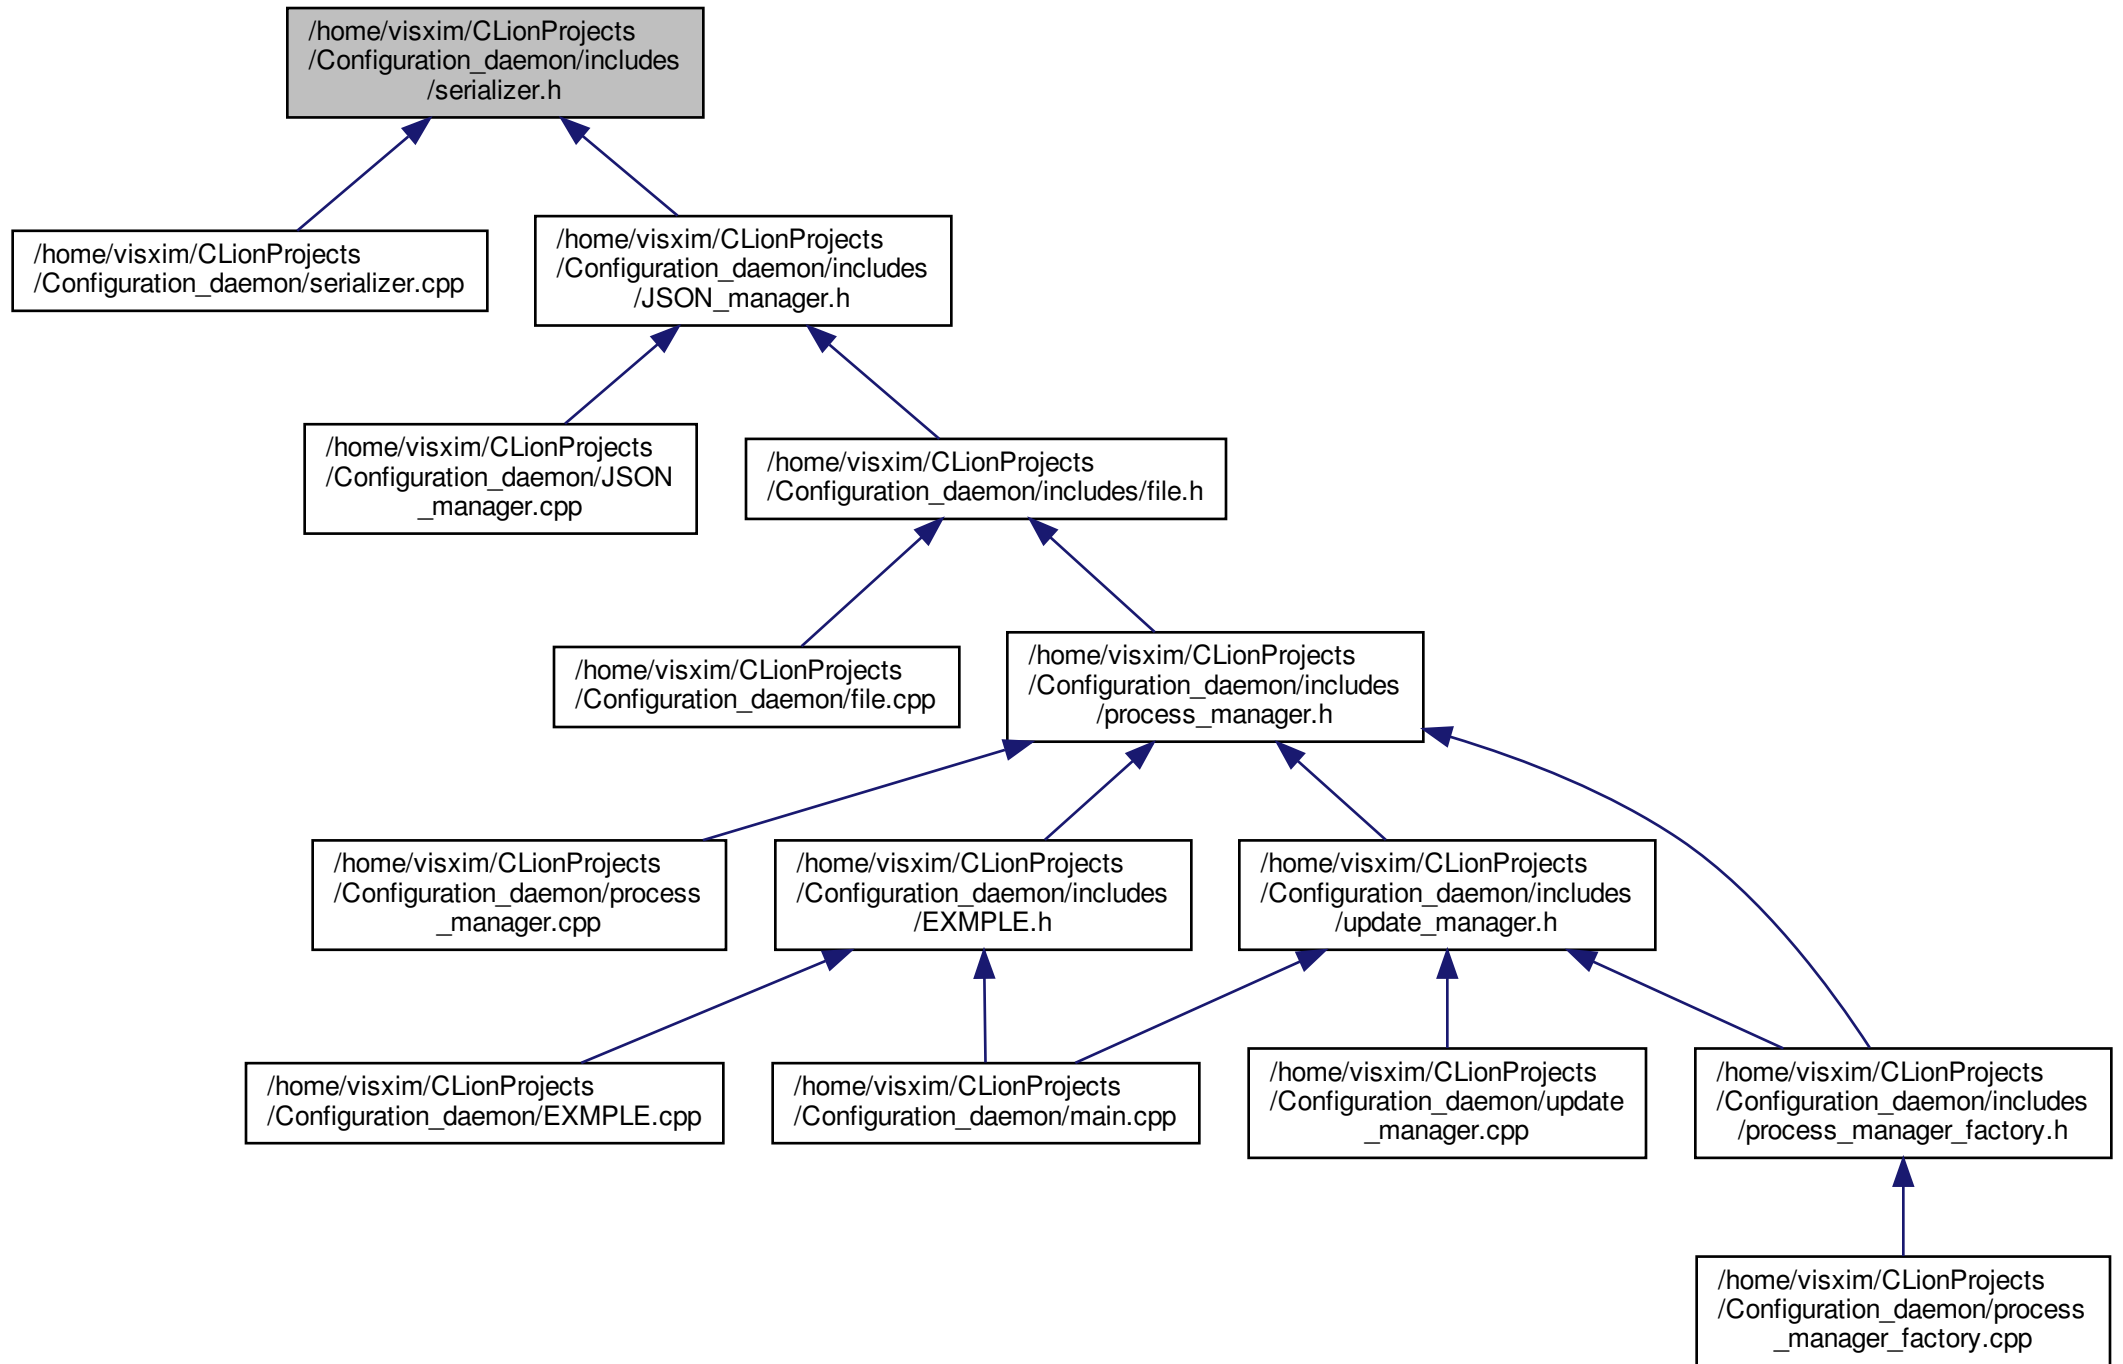 /home/visxim/CLionProjects
/Configuration_daemon/includes
/serializer.h
/home/visxim/CLionProjects
/Configuration_daemon/serializer.cpp
/home/visxim/CLionProjects
/Configuration_daemon/includes
/JSON_manager.h
/home/visxim/CLionProjects
/Configuration_daemon/JSON
_manager.cpp
/home/visxim/CLionProjects
/Configuration_daemon/includes/file.h
/home/visxim/CLionProjects
/Configuration_daemon/file.cpp
/home/visxim/CLionProjects
/Configuration_daemon/includes
/process_manager.h
/home/visxim/CLionProjects
/Configuration_daemon/process
_manager.cpp
/home/visxim/CLionProjects
/Configuration_daemon/includes
/EXMPLE.h
/home/visxim/CLionProjects
/Configuration_daemon/includes
/update_manager.h
/home/visxim/CLionProjects
/Configuration_daemon/EXMPLE.cpp
/home/visxim/CLionProjects
/Configuration_daemon/main.cpp
/home/visxim/CLionProjects
/Configuration_daemon/update
_manager.cpp
/home/visxim/CLionProjects
/Configuration_daemon/includes
/process_manager_factory.h
/home/visxim/CLionProjects
/Configuration_daemon/process
_manager_factory.cpp